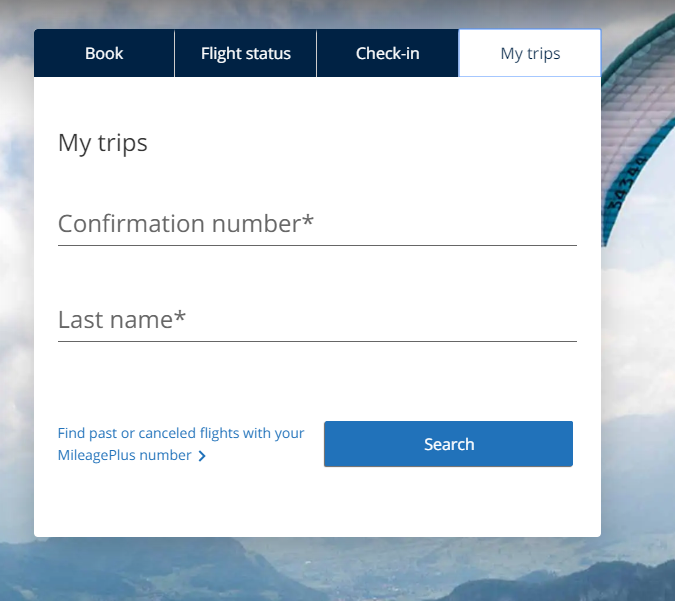 Book
Flight status
Check-in
My trips
My trips
Confirmation number*
Last name*
Find past or canceled flights with your
MileagePlus number
Search